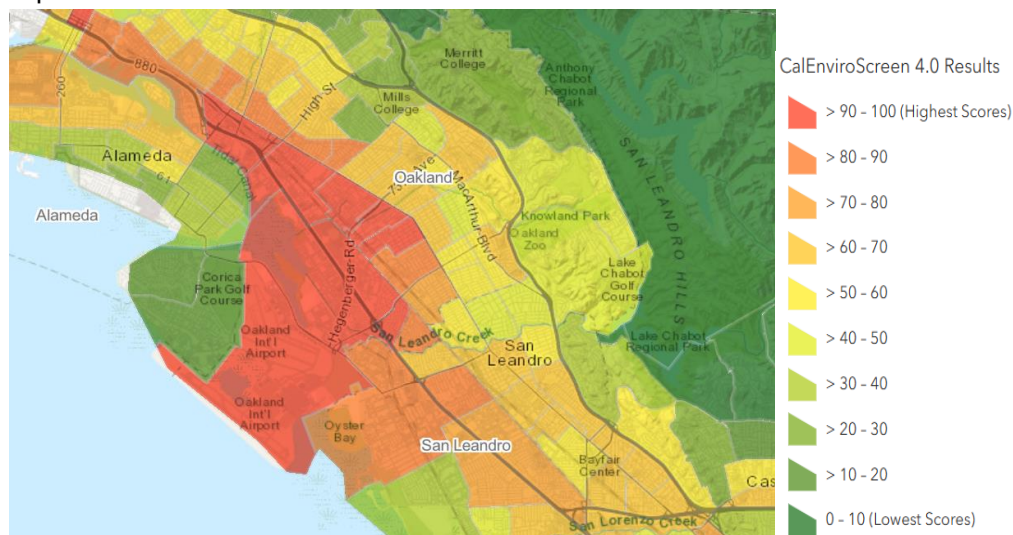 Merritt
College
Anthony
Chabot
Regional
Park
880
260
High St
Mills
College
Alameda
Tidal Canal
61
Oakland
73rd Ave
MacArthur-Blvd
SAN LEANDRO HILLS
Alameda
Knowland Park
Oakland
Zoo
Corica
Park Golf
Course
Hegenberger-Rd
Lake
Chabot
Golf
Course
Oakland
Int'l
Airport
San Leandro Creek
Lake Chabot
Regional Park
San
Leandro
Oakland
Int'l
Airport
Oyster
Bay
San Leandro
Bayfair
Center
Cas
San Lorenzo Creek
CalEnviroScreen 4.0 Results
> 90 - 100 (Highest Scores)
> 80 - 90
> 70 - 80
> 60 - 70
> 50 - 60
> 40 - 50
> 30 - 40
> 20 - 30
> 10 - 20
0 - 10 (Lowest Scores)